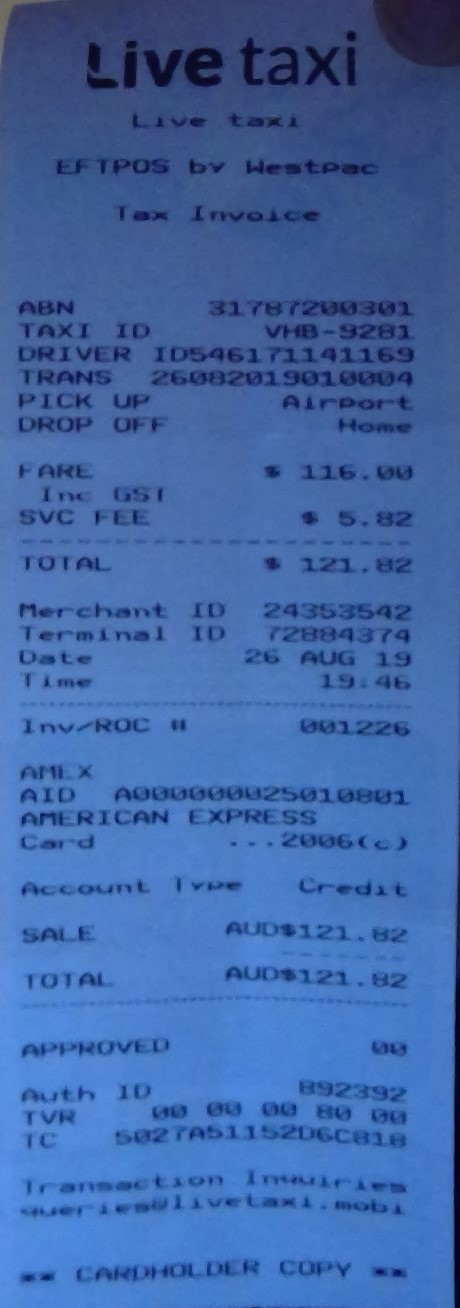 Live taxi
Live taxi
EFTPOS by Westpac
Tax Invoice
ABN 31787200301
TAXI ID VHB-9281
DRIVER ID546171141169
TRANS 26082019010004
PICK UP Airport
DROP OFF Home
FARE $ 116.00
Inc GST
SVC FEE $ 5.82
TOTAL $ 121.82
Merchant ID 24353542
Terminal ID 72884374
Date 26 AUG 19
Time 19:46
Inv/ROC # 001226
AMEX
AID A000000025010801
AMERICAN EXPRESS
Card ...2006(c)
Account Type Credit
SALE AUD$121.82
TOTAL AUD$121.82
APPROVED 00
Auth ID 892392
TVR 00 00 00 80 00
TC 5027A51152D6C818
Transaction Inquiries
queries@livetaxi.mobi
** CARDHOLDER COPY **